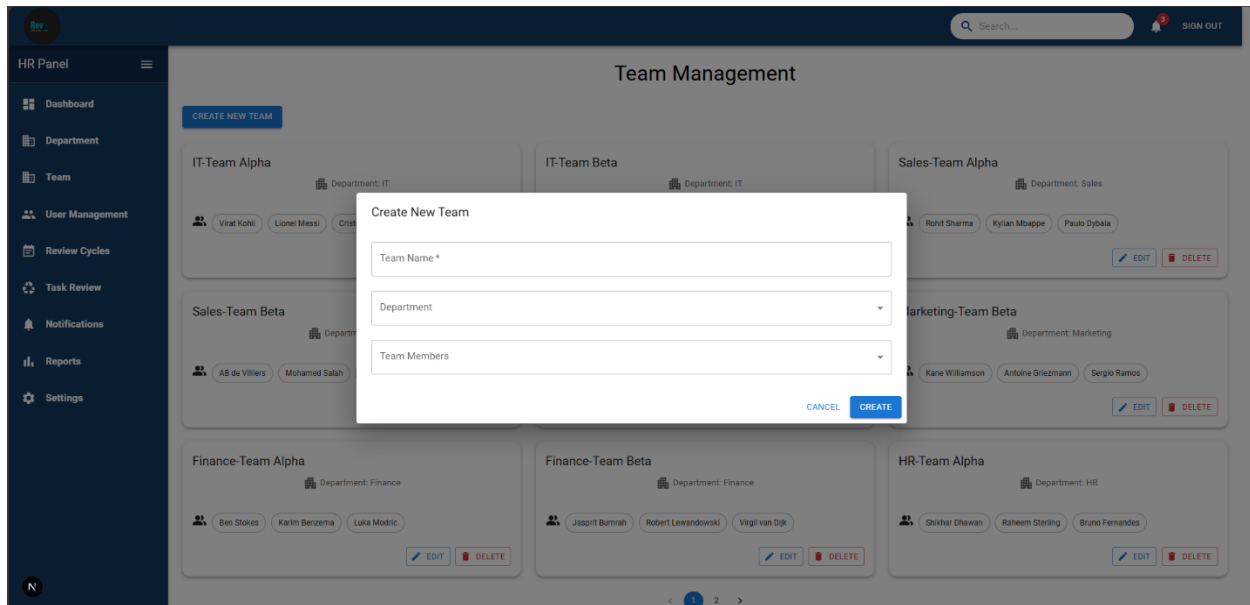 Rev
Search...
3
SIGN OUT
HR Panel
Dashboard
Department
Team
User Management
Review Cycles
Task Review
Notifications
Reports
Settings
Team Management
CREATE NEW TEAM
IT-Team Alpha
Department: IT
Virat Kohli
Lionel Messi
IT-Team Beta
Department: IT
Sales-Team Alpha
Department: Sales
Rohit Sharma
Kylian Mbappe
Paulo Dybala
EDIT
DELETE
Create New Team
Team Name *
Department
Team Members
CANCEL
CREATE
Sales-Team Beta
AB de Villiers
Mohamed Salah
Marketing-Team Beta
Department: Marketing
Kane Williamson
Antoine Griezmann
Sergio Ramos
EDIT
DELETE
Finance-Team Alpha
Department: Finance
Ben Stokes
Karim Benzema
Luka Modric
EDIT
DELETE
Finance-Team Beta
Department: Finance
Jasprit Bumrah
Robert Lewandowski
Virgil van Dijk
EDIT
DELETE
HR-Team Alpha
Department: HR
Shikhar Dhawan
Raheem Sterling
Bruno Fernandes
EDIT
DELETE
N
< 1 2 >